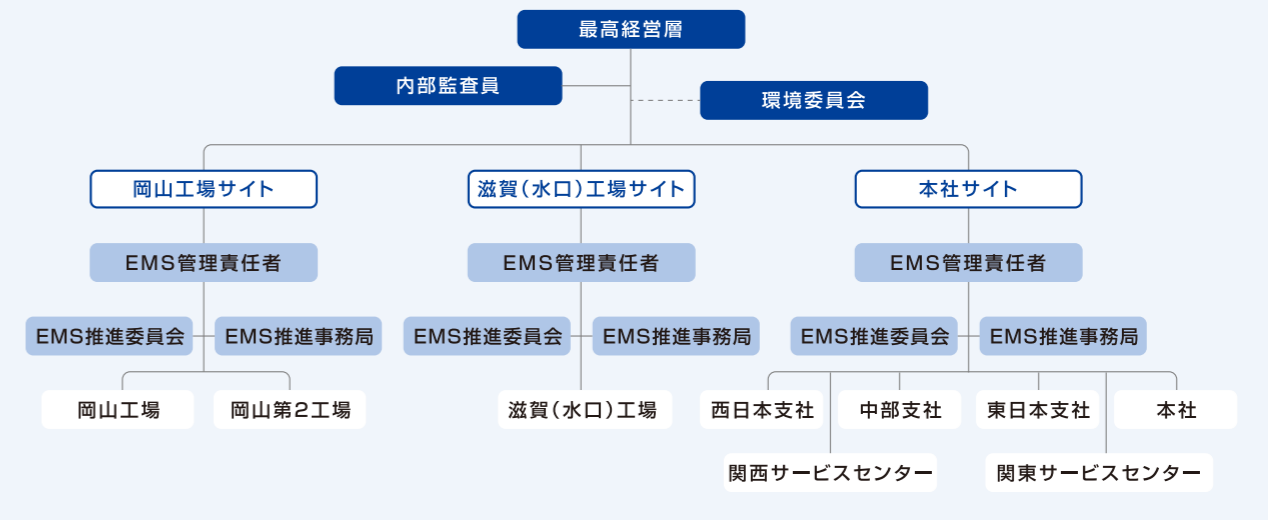 最高経営層
内部監査員
環境委員会
岡山工場サイト
滋賀(水口)工場サイト
本社サイト
EMS管理責任者
EMS管理責任者
EMS管理責任者
EMS推進委員会
EMS推進事務局
EMS推進委員会
EMS推進事務局
EMS推進委員会
EMS推進事務局
岡山工場
岡山第2工場
滋賀(水口)工場
西日本支社
中部支社
東日本支社
本社
関西サービスセンター
関東サービスセンター